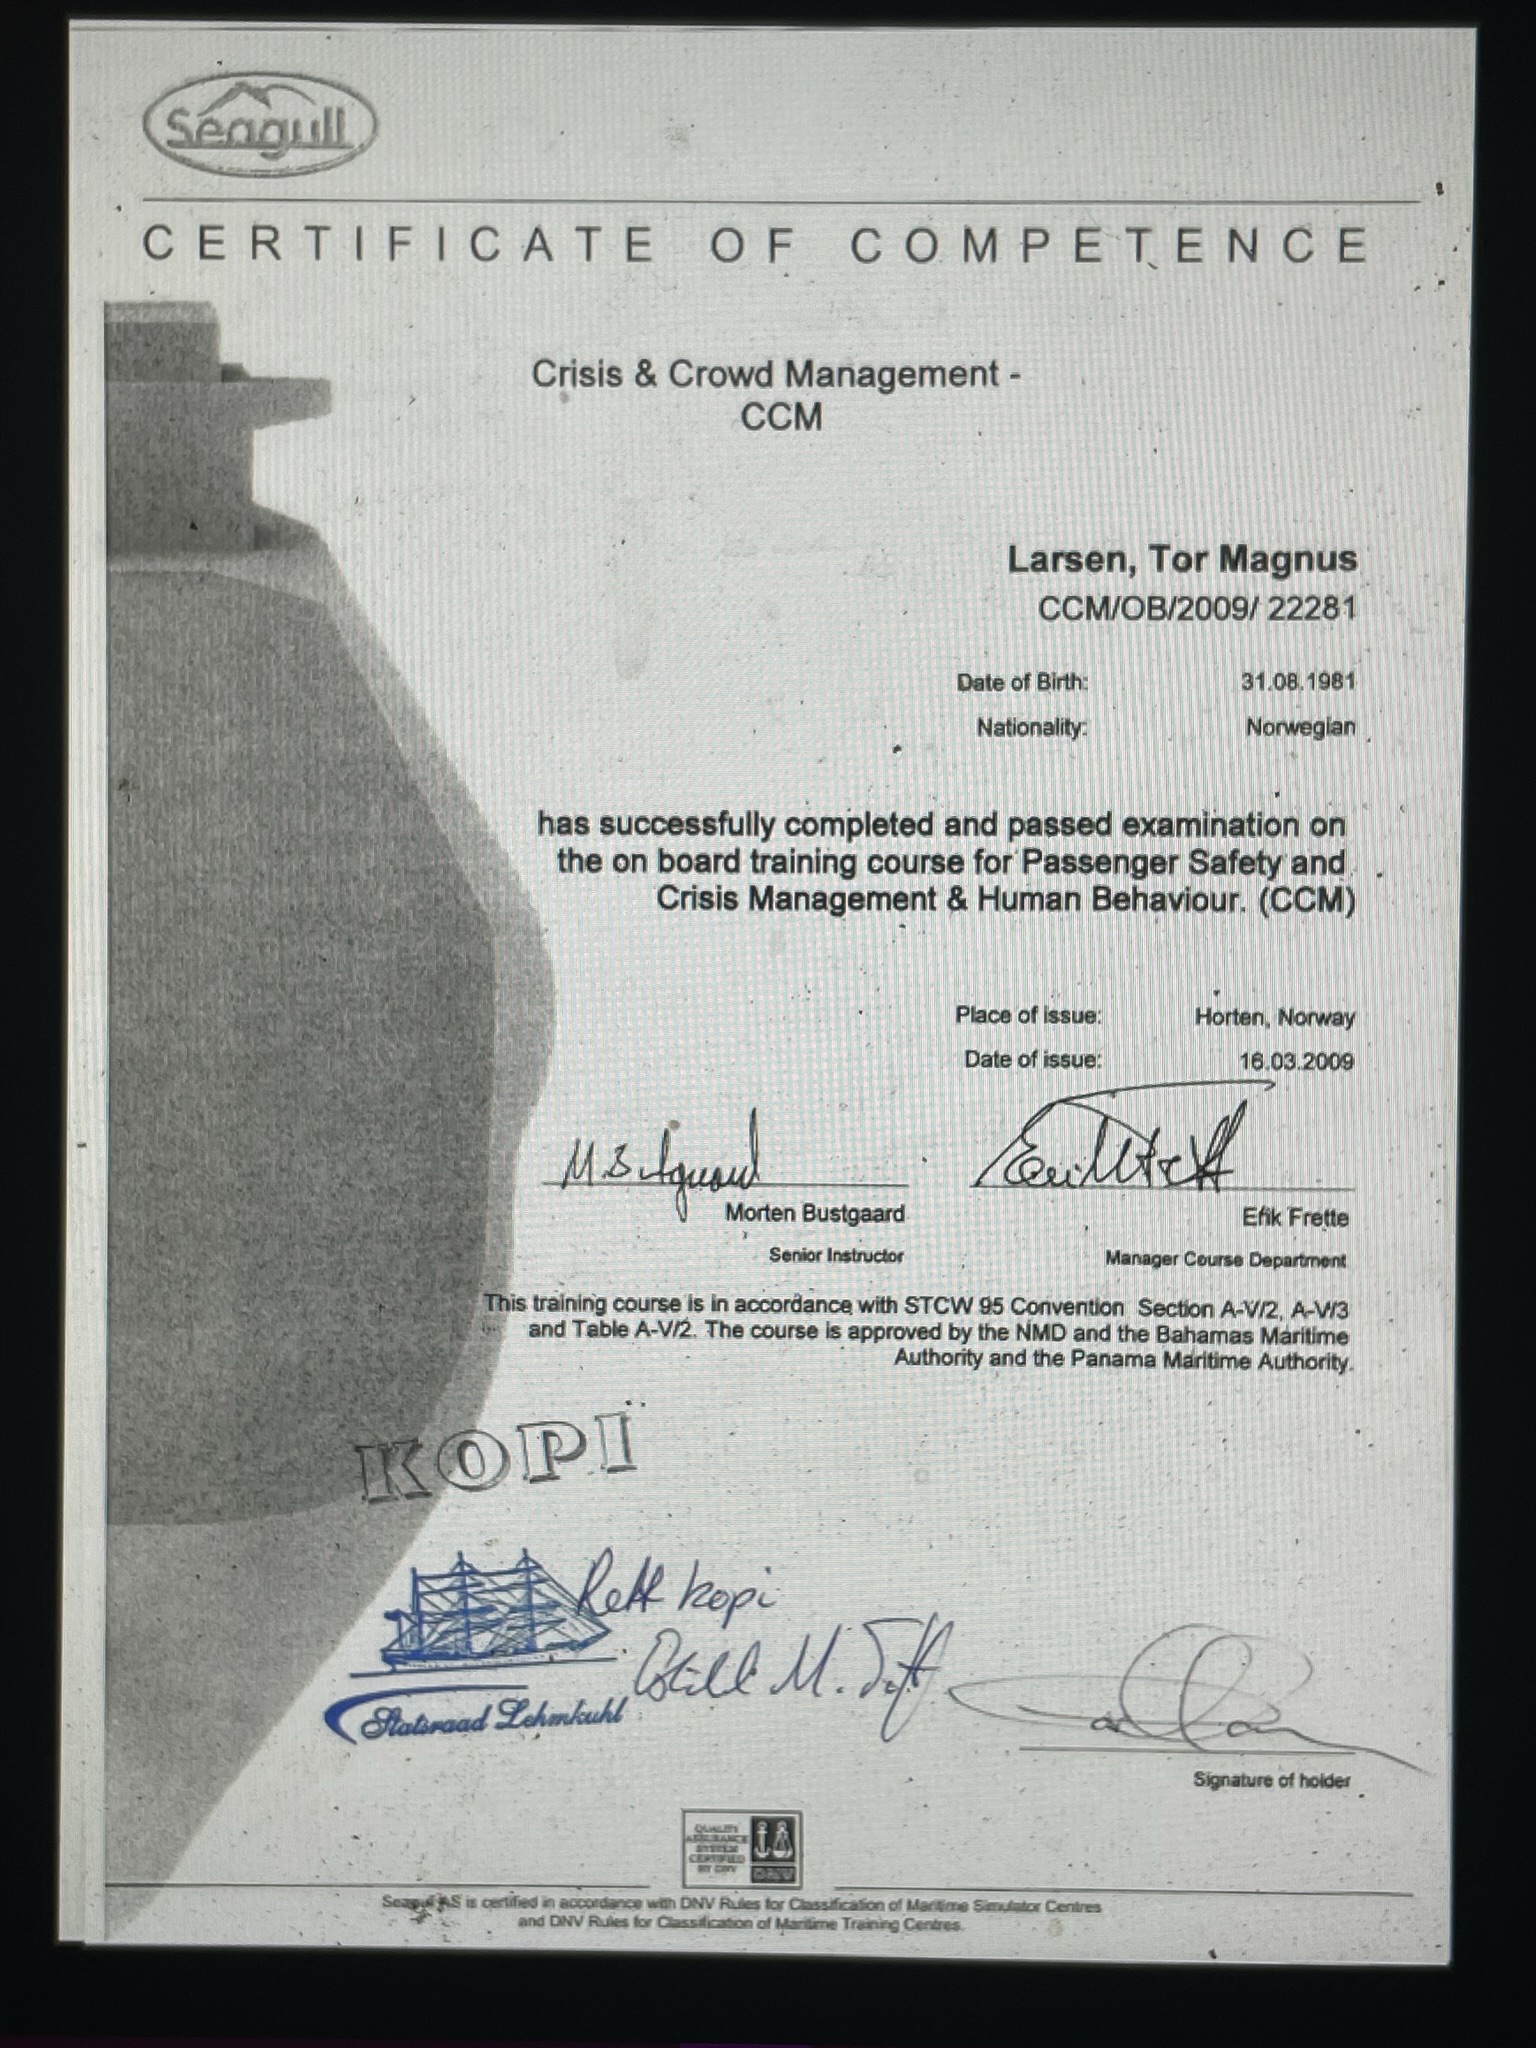 Seagull
CERTIFICATE OF COMPETENCE
Crisis & Crowd Management -
CCM
Larsen, Tor Magnus
CCM/OB/2009/ 22281
Date of Birth: 31.08.1981
Nationality: Norwegian
has successfully completed and passed examination on
the on board training course for Passenger Safety and
Crisis Management & Human Behaviour. (CCM)
Place of issue: Horten, Norway
Date of issue: 16.03.2009
Morten Bustgaard
Erik Frette
Senior Instructor
Manager Course Department
This training course is in accordance with STCW 95 Convention Section A-V/2, A-V/3
and Table A-V/2. The course is approved by the NMD and the Bahamas Maritime
Authority and the Panama Maritime Authority.
KOPI
Rett kopi
Statsraad Lehmkuhl
Signature of holder
QUALITY
ASSURANCE
SYSTEM
CERTIFIED
BY DNV
DNV
Seagull AS is certified in accordance with DNV Rules for Classification of Maritime Simulator Centres
and DNV Rules for Classification of Maritime Training Centres.